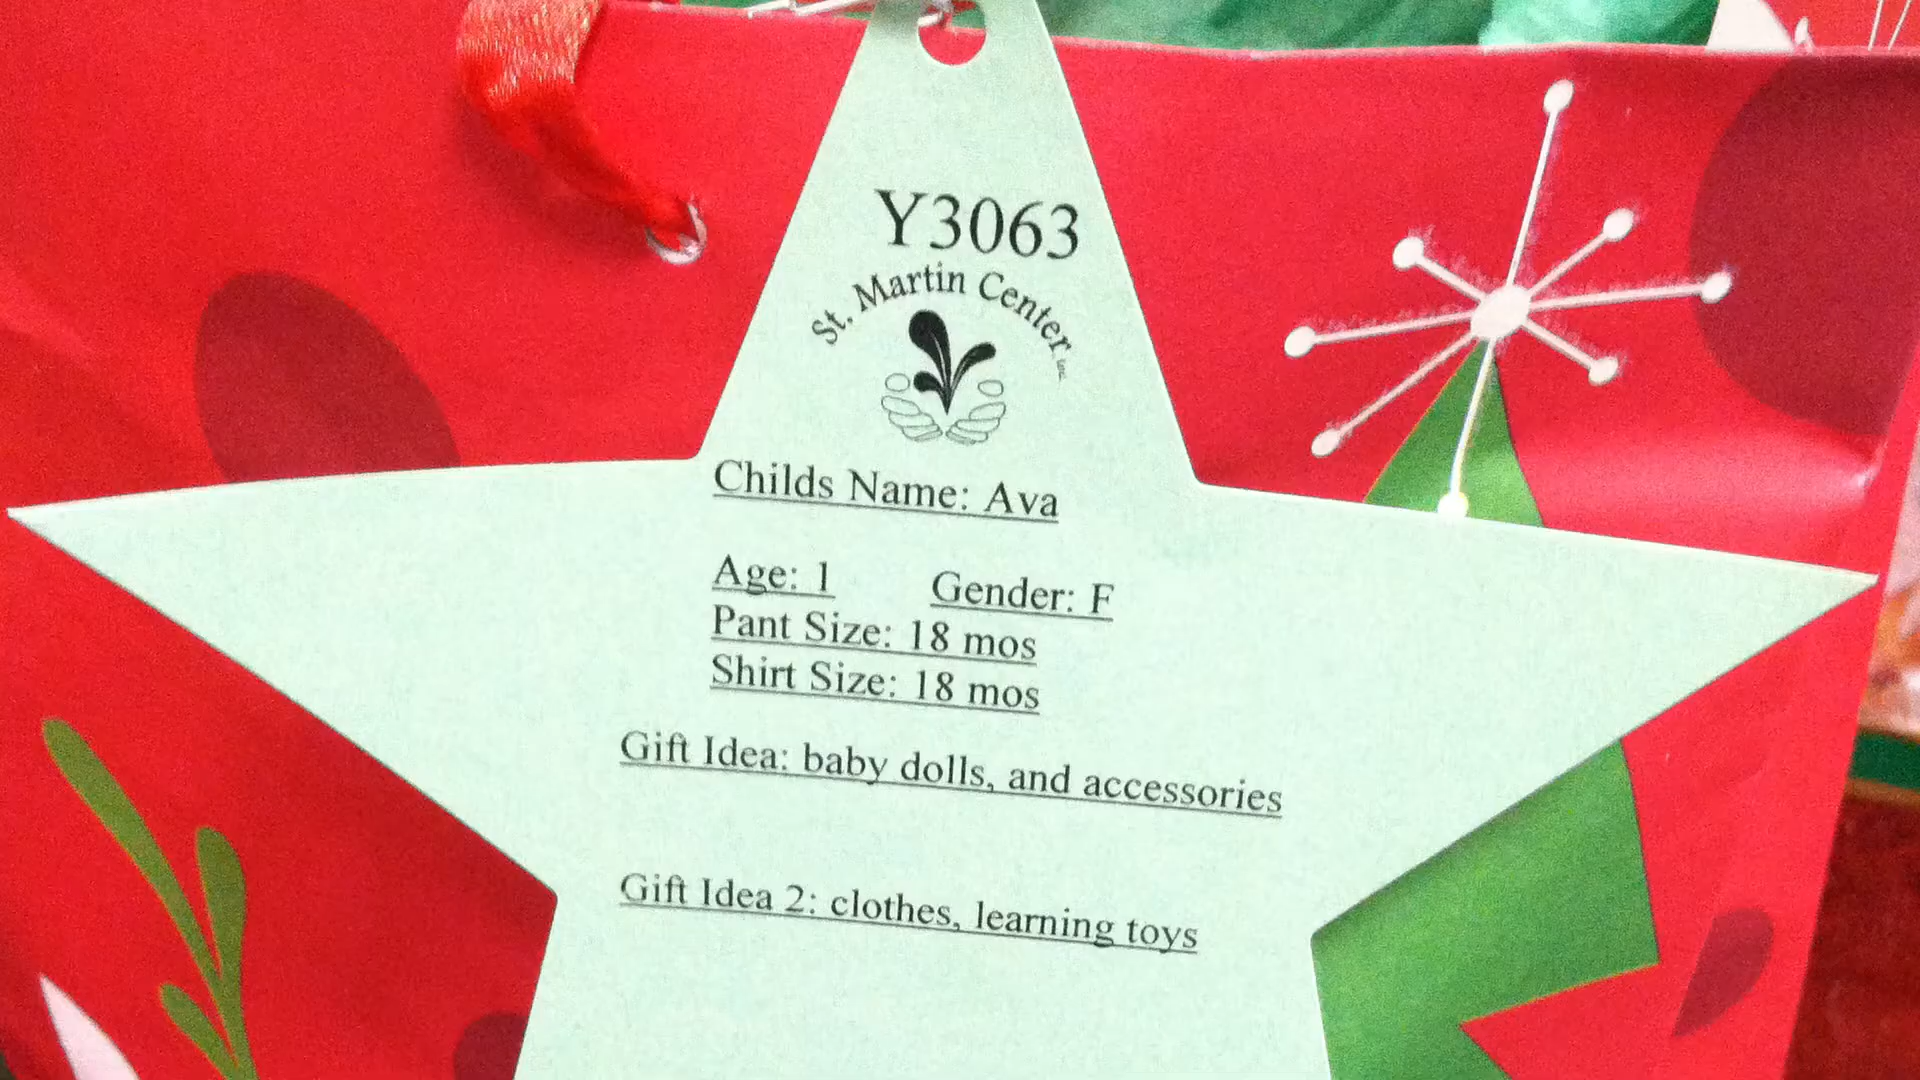 Y3063
St. Martin Center, Inc.
Childs Name: Ava
Age: 1 Gender: F
Pant Size: 18 mos
Shirt Size: 18 mos
Gift Idea: baby dolls, and accessories
Gift Idea 2: clothes, learning toys